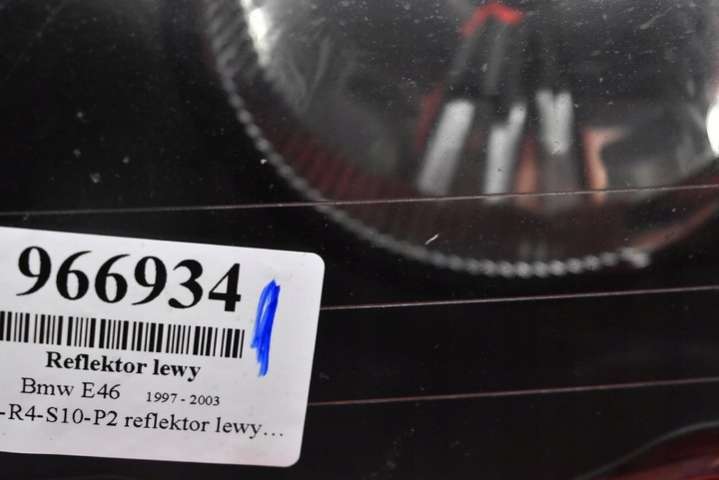 966934
Reflektor lewy
Bmw E46 1997 - 2003
-R4-S10-P2 reflektor lewy...